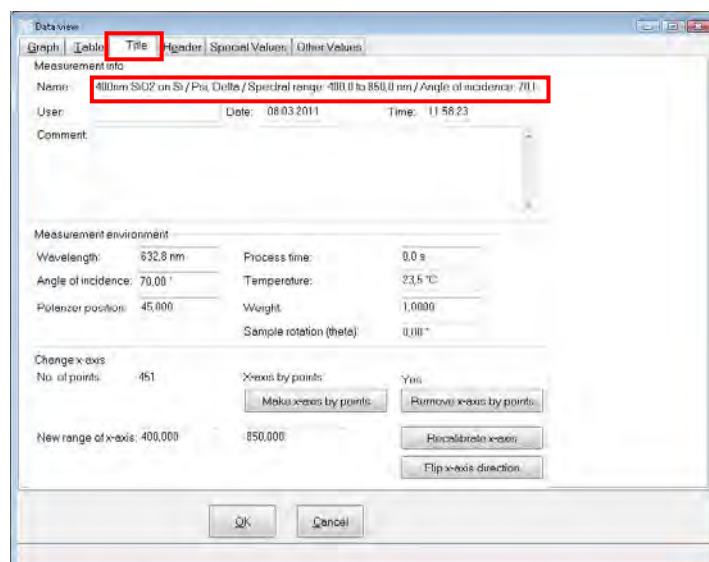 Data view
Graph Table Title Header Special Values Other Values
Measurement info
Name: 400nm SiO2 on Si / Psi, Delta / Spectral range: 400,0 to 850,0 nm / Angle of incidence: 70,
User: Date: 08.03.2011 Time: 11:58:23
Comment:
Measurement environment
Wavelength: 632,8 nm Process time: 0,0 s
Angle of incidence: 70,00 ° Temperature: 23,5 °C
Polarizer position: 45,000 Weight: 1,0000
Sample rotation (theta): 0,00 °
Change x-axis
No. of points: 451 X-axis by points: Yes
Make x-axis by points Remove x-axis by points
New range of x-axis: 400,000 850,000 Recalibrate x-axis
Flip x-axis direction
OK Cancel